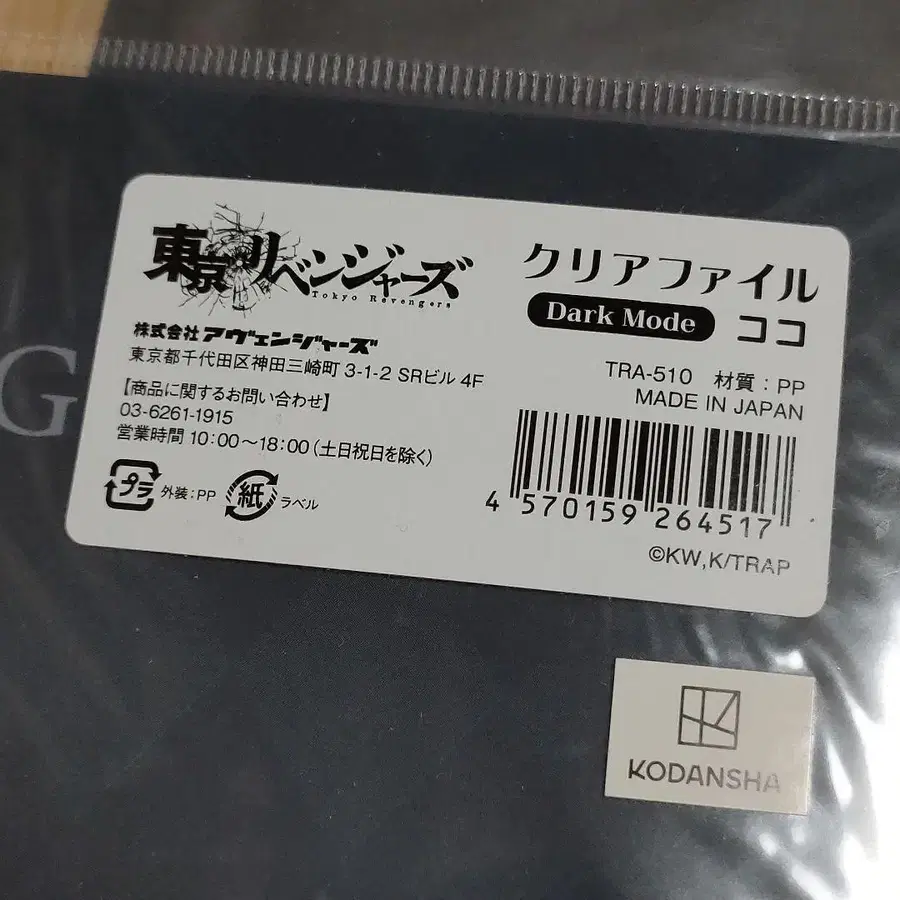 東京リベンジャーズ
Tokyo Revengers
株式会社 アヴェンジャーズ
東京都千代田区神田三崎町 3-1-2 SRビル 4F
【商品に関するお問い合わせ】
03-6261-1915
営業時間 10:00〜18:00(土日祝日を除く)
プラ 外装:PP 紙 ラベル
クリアファイル
Dark Mode ココ
TRA-510 材質:PP
MADE IN JAPAN
4 570159 264517
©KW,K/TRAP
G
KODANSHA